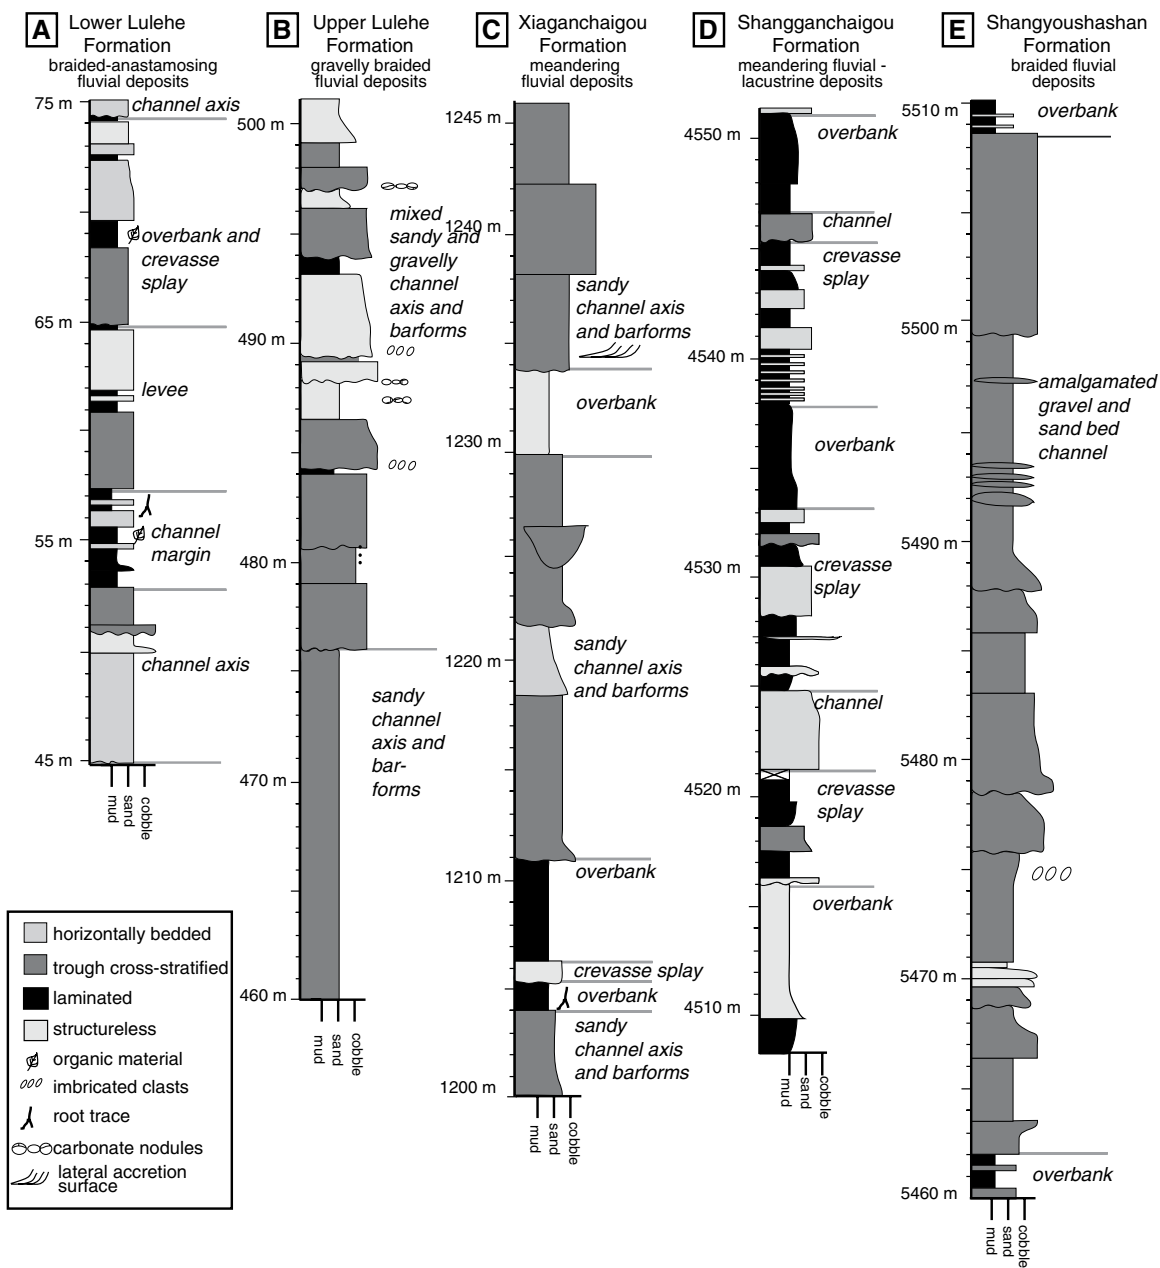 A
Lower Lulehe
Formation
braided-anastamosing
fluvial deposits
75 m
channel axis
overbank and
crevasse
splay
65 m
levee
55 m
channel
margin
channel axis
45 m
mud
sand
cobble
B
Upper Lulehe
Formation
gravelly braided
fluvial deposits
500 m
mixed
sandy and
gravelly
channel
axis and
barforms
490 m
480 m
sandy
channel
axis and
bar-
forms
470 m
460 m
mud
sand
cobble
C
Xiaganchaigou
Formation
meandering
fluvial deposits
1245 m
1240 m
sandy
channel axis
and barforms
overbank
1230 m
sandy
channel axis
and barforms
1220 m
overbank
1210 m
crevasse splay
overbank
sandy
channel axis
and barforms
1200 m
mud
sand
cobble
D
Shangganchaigou
Formation
meandering fluvial -
lacustrine deposits
4550 m
overbank
channel
crevasse
splay
4540 m
overbank
4530 m
crevasse
splay
channel
4520 m
crevasse
splay
overbank
4510 m
mud
sand
cobble
E
Shangyoushashan
Formation
braided fluvial
deposits
5510 m
overbank
5500 m
amalgamated
gravel and
sand bed
channel
5490 m
5480 m
5470 m
overbank
5460 m
mud
sand
cobble
horizontally bedded
trough cross-stratified
laminated
structureless
organic material
imbricated clasts
root trace
carbonate nodules
lateral accretion
surface